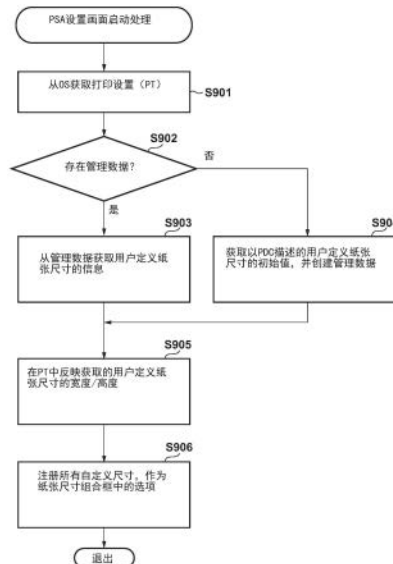 PSA设置画面启动处理
从OS获取打印设置（PT）
S901
S902
存在管理数据？
否
是
S903
S904
从管理数据获取用户定义纸
张尺寸的信息
获取以PDC描述的用户定义纸张
尺寸的初始值，并创建管理数据
S905
在PT中反映获取的用户定义纸
张尺寸的宽度/高度
S906
注册所有自定义尺寸，作为
纸张尺寸组合框中的选项
退出